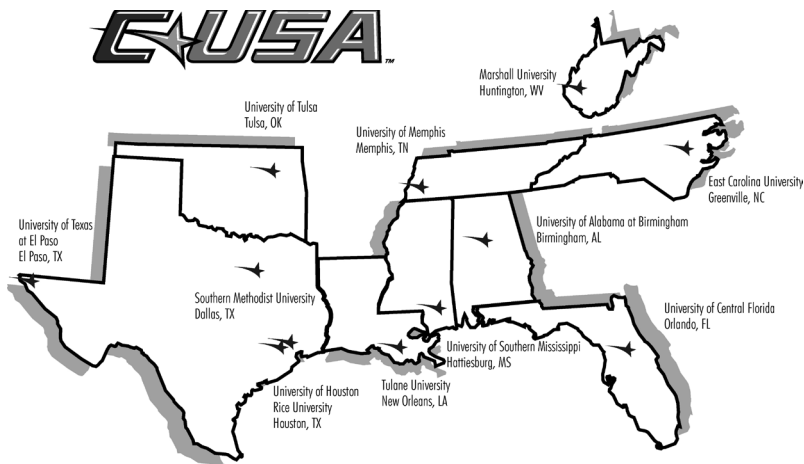 C USA
TM
Marshall University
Huntington, WV
University of Tulsa
Tulsa, OK
University of Memphis
Memphis, TN
East Carolina University
Greenville, NC
University of Texas
at El Paso
El Paso, TX
University of Alabama at Birmingham
Birmingham, AL
Southern Methodist University
Dallas, TX
University of Central Florida
Orlando, FL
University of Southern Mississippi
Hattiesburg, MS
Tulane University
New Orleans, LA
University of Houston
Rice University
Houston, TX